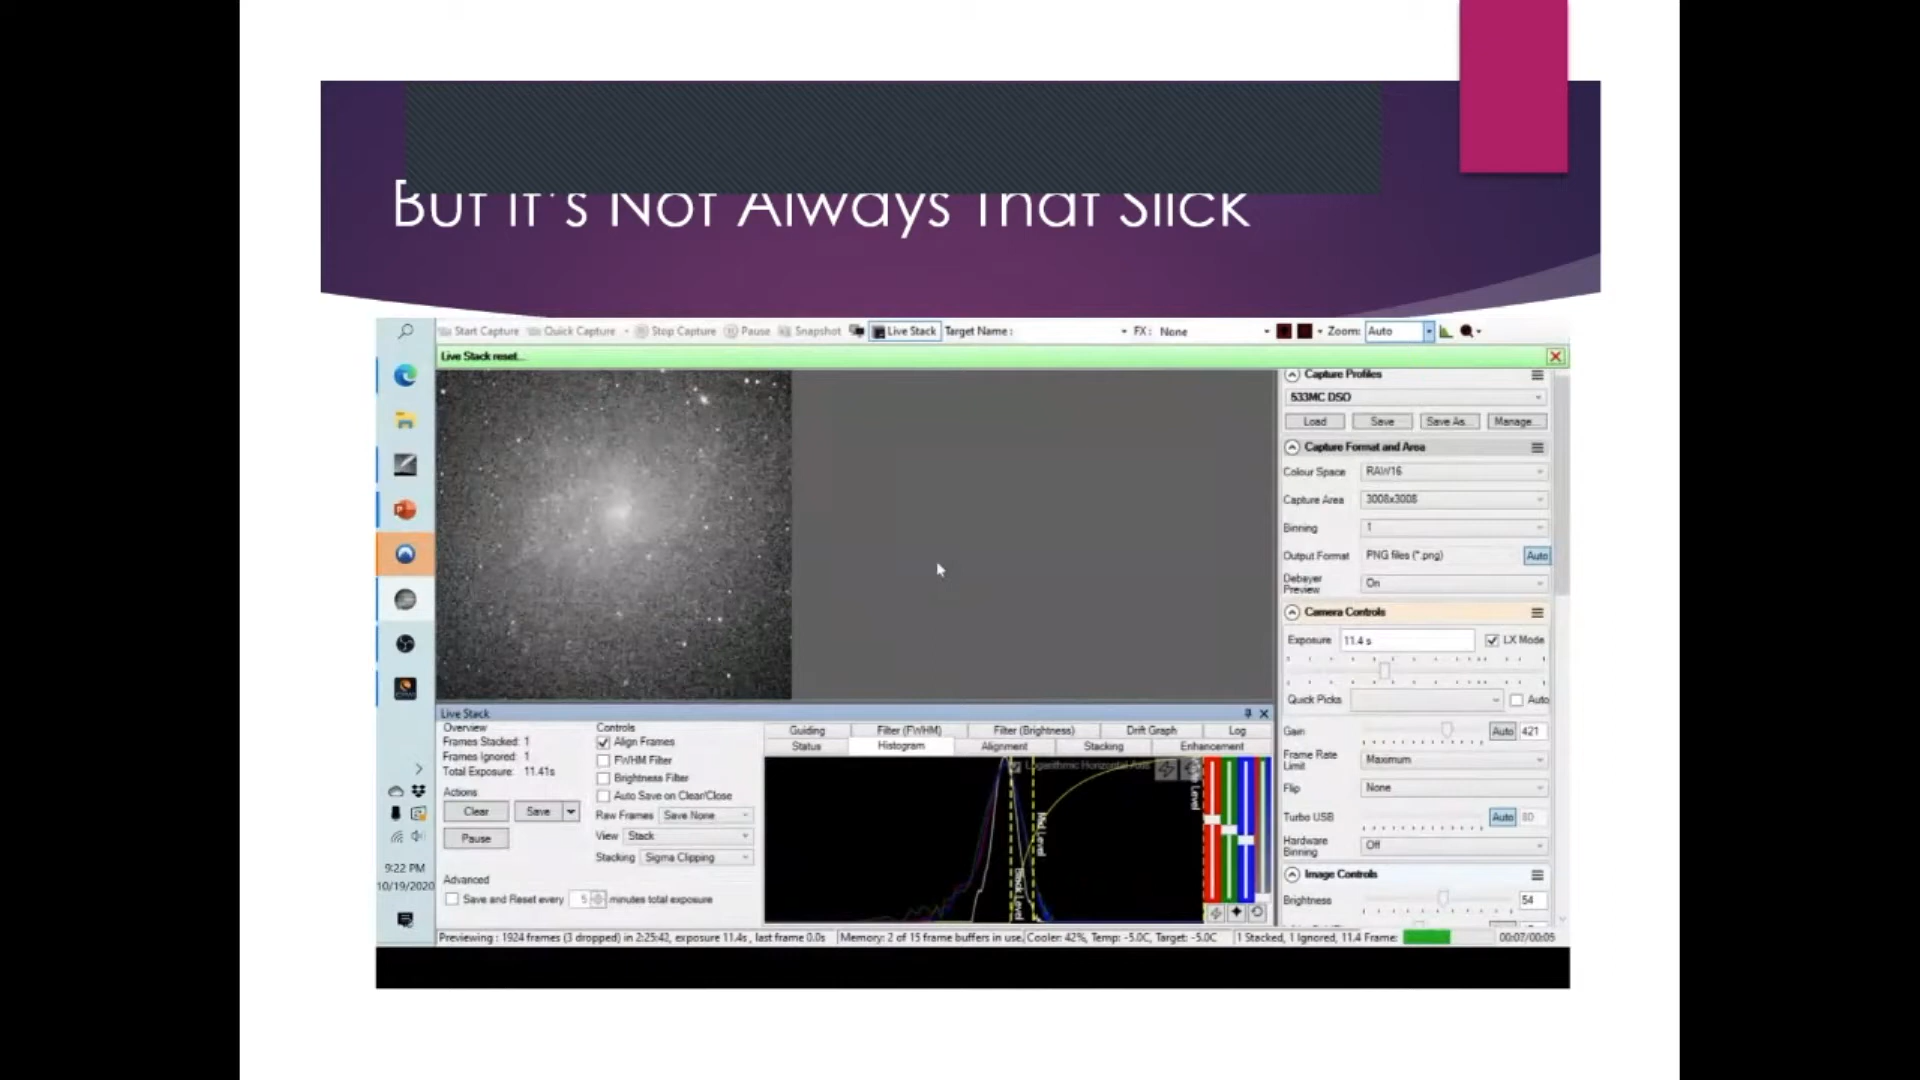 But It's Not Always That Slick
Start Capture Quick Capture Stop Capture Pause Snapshot Live Stack Target Name: FX: None Zoom: Auto
Live Stack reset...
Capture Profiles
533MC DSO
Load Save Save As... Manage...
Capture Format and Area
Colour Space RAW16
Capture Area 3008x3008
Binning 1
Output Format PNG files (*.png) Auto
Debayer Preview On
Camera Controls
Exposure 11.4 s LX Mode
Quick Picks Auto
Gain Auto 421
Frame Rate Limit Maximum
Flip None
Turbo USB Auto 80
Hardware Binning Off
Image Controls
Brightness 54
Live Stack
Overview
Frames Stacked: 1
Frames Ignored: 1
Total Exposure: 11.41s
Actions
Clear Save
Pause
Advanced
Save and Reset every 5 minutes total exposure
Controls
Align Frames
FWHM Filter
Brightness Filter
Auto Save on Clear/Close
Raw Frames Save None
View Stack
Stacking Sigma Clipping
Guiding Filter (FWHM) Filter (Brightness) Drift Graph Log
Status Histogram Alignment Stacking Enhancement
Logarithmic Horizontal Axis
Black Level
Mid Level
Level
9:22 PM
10/19/2020
Previewing : 1924 frames (3 dropped) in 2:25:42, exposure 11.4s, last frame 0.0s Memory: 2 of 15 frame buffers in use. Cooler: 42%, Temp: -5.0C, Target: -5.0C 1 Stacked, 1 Ignored, 11.4 Frame: 00:07/00:05